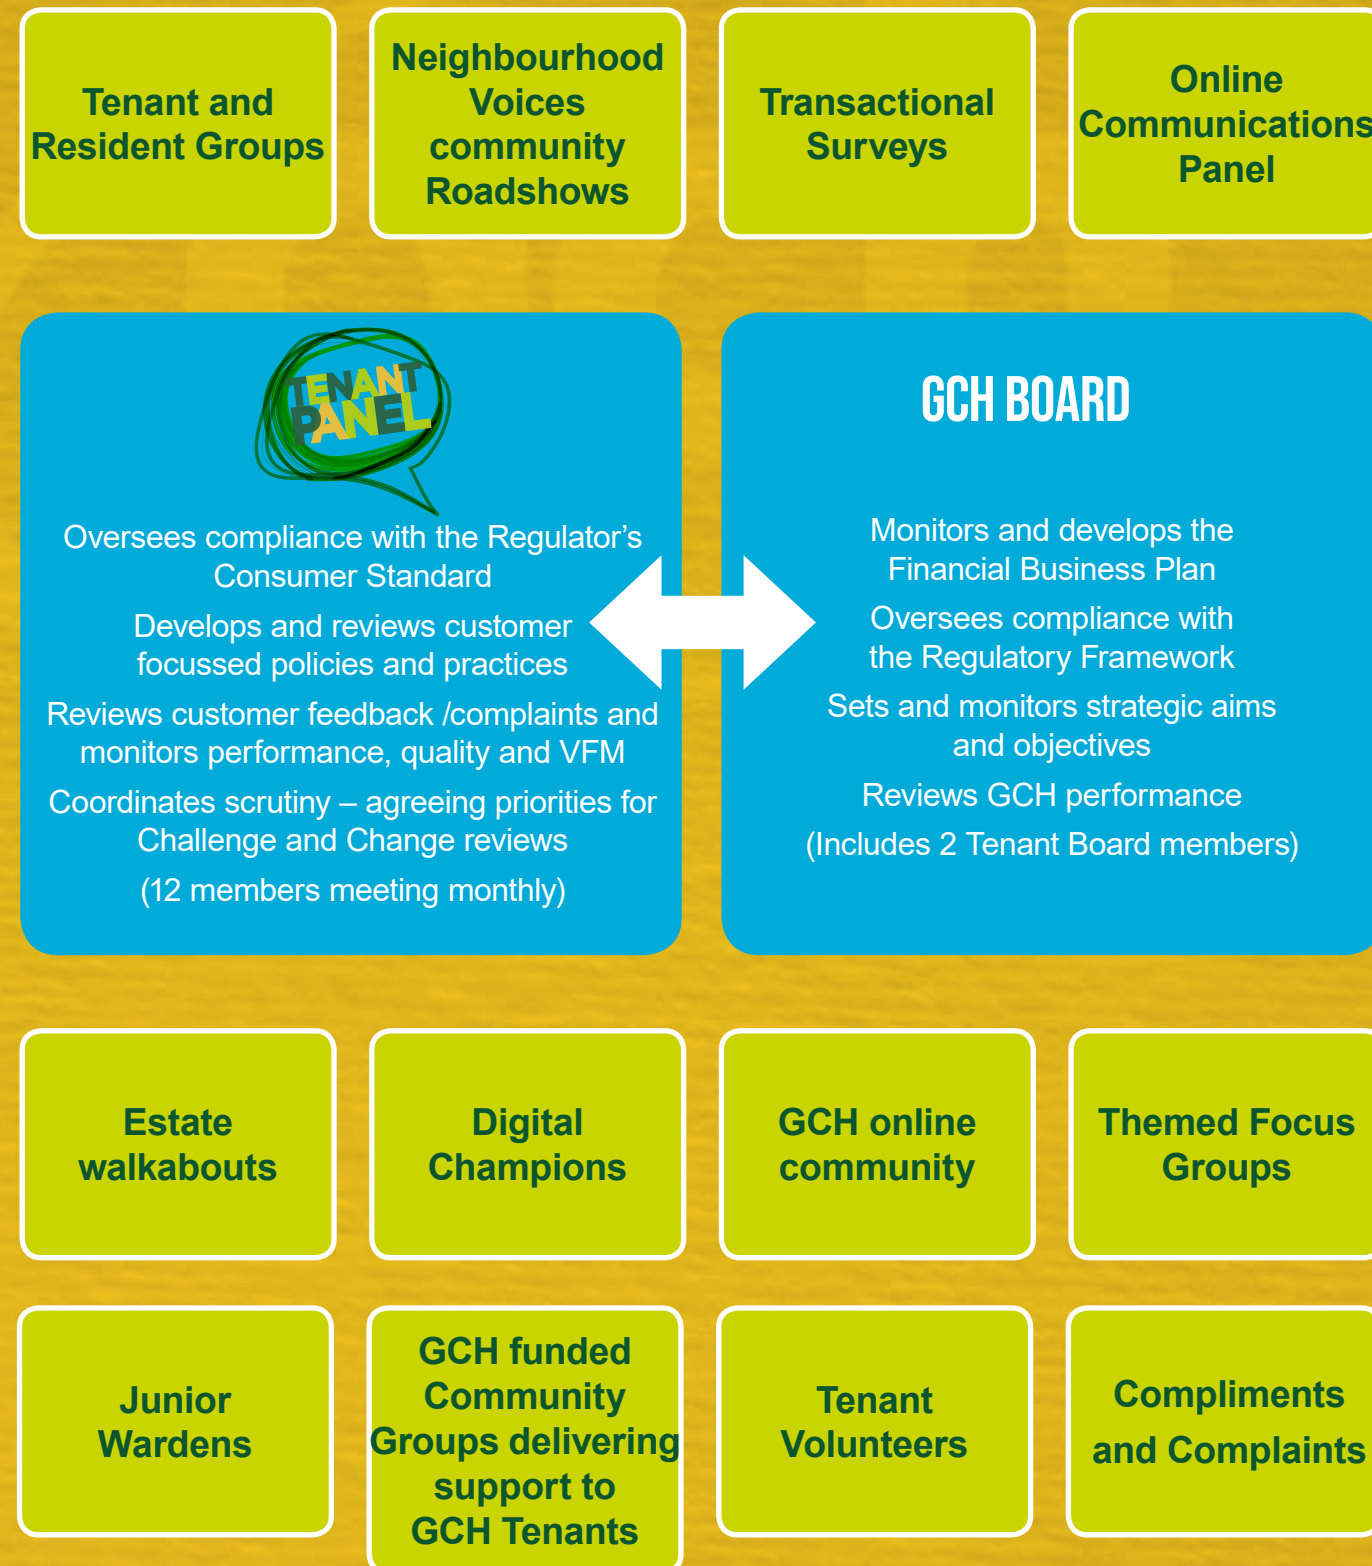 Tenant and
Resident Groups
Neighbourhood
Voices
community
Roadshows
Transactional
Surveys
Online
Communications
Panel
TENANT
PANEL
Oversees compliance with the Regulator’s
Consumer Standard
Develops and reviews customer
focussed policies and practices
Reviews customer feedback /complaints and
monitors performance, quality and VFM
Coordinates scrutiny – agreeing priorities for
Challenge and Change reviews
(12 members meeting monthly)
GCH BOARD
Monitors and develops the
Financial Business Plan
Oversees compliance with
the Regulatory Framework
Sets and monitors strategic aims
and objectives
Reviews GCH performance
(Includes 2 Tenant Board members)
Estate
walkabouts
Digital
Champions
GCH online
community
Themed Focus
Groups
Junior
Wardens
GCH funded
Community
Groups delivering
support to
GCH Tenants
Tenant
Volunteers
Compliments
and Complaints